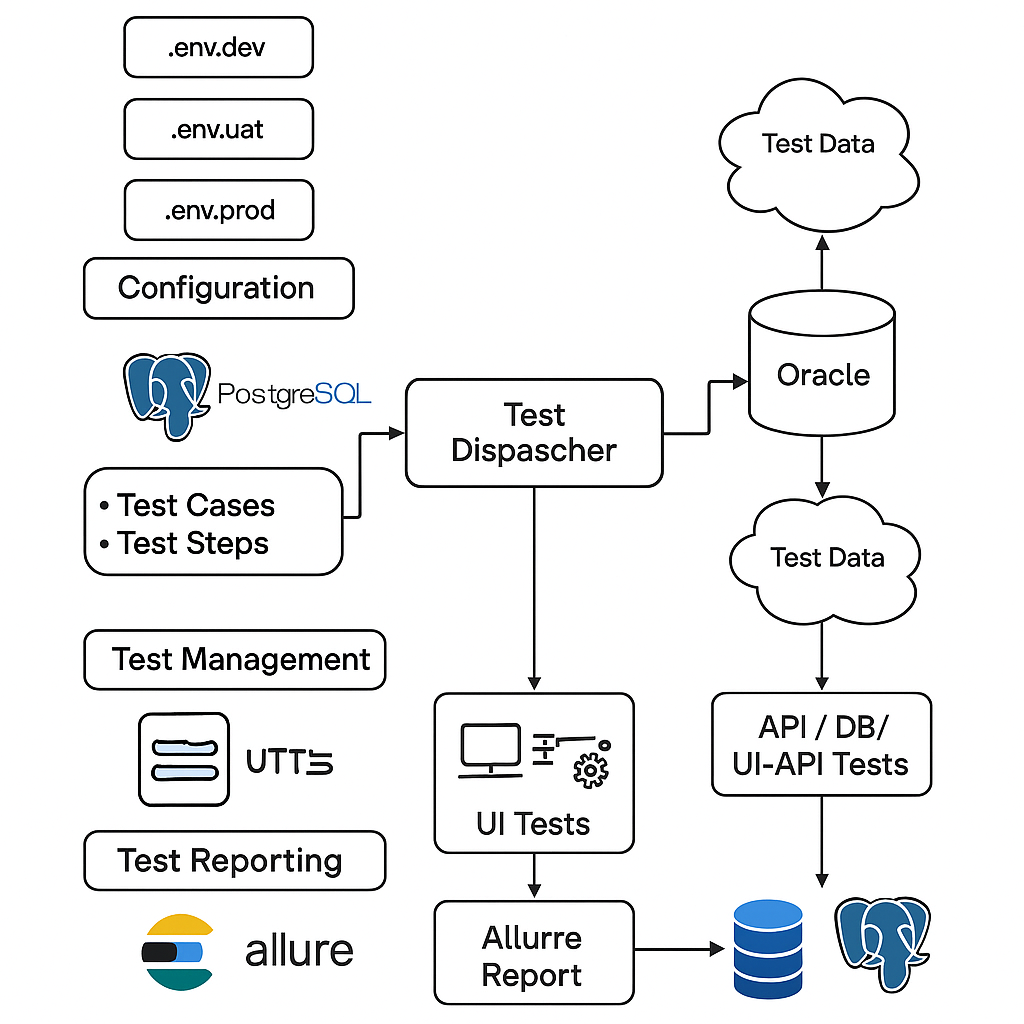 .env.dev
.env.uat
.env.prod
Configuration
PostgreSQL
• Test Cases
• Test Steps
Test Management
Test Reporting
allure
Test
Dispascher
UI Tests
Allurre
Report
Test Data
Oracle
Test Data
API / DB/
UI-API Tests